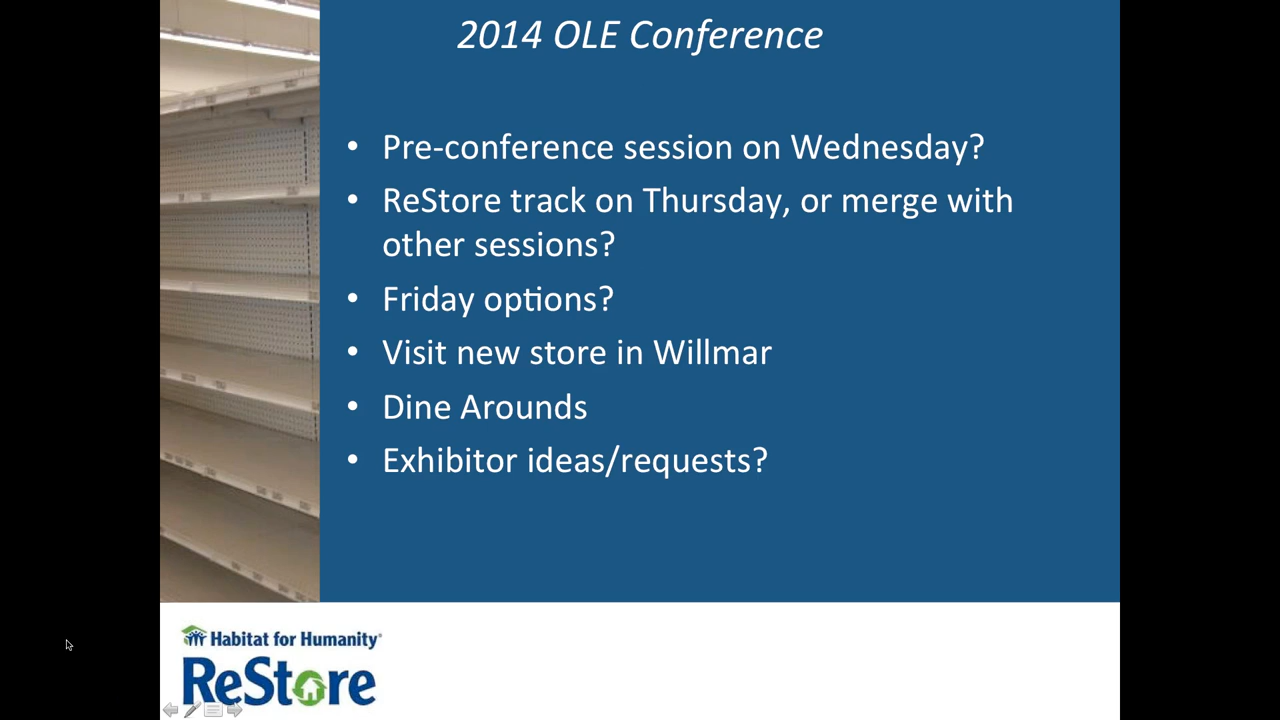 2014 OLE Conference
• Pre-conference session on Wednesday?
• ReStore track on Thursday, or merge with
other sessions?
• Friday options?
• Visit new store in Willmar
• Dine Arounds
• Exhibitor ideas/requests?
Habitat for Humanity®
ReStore